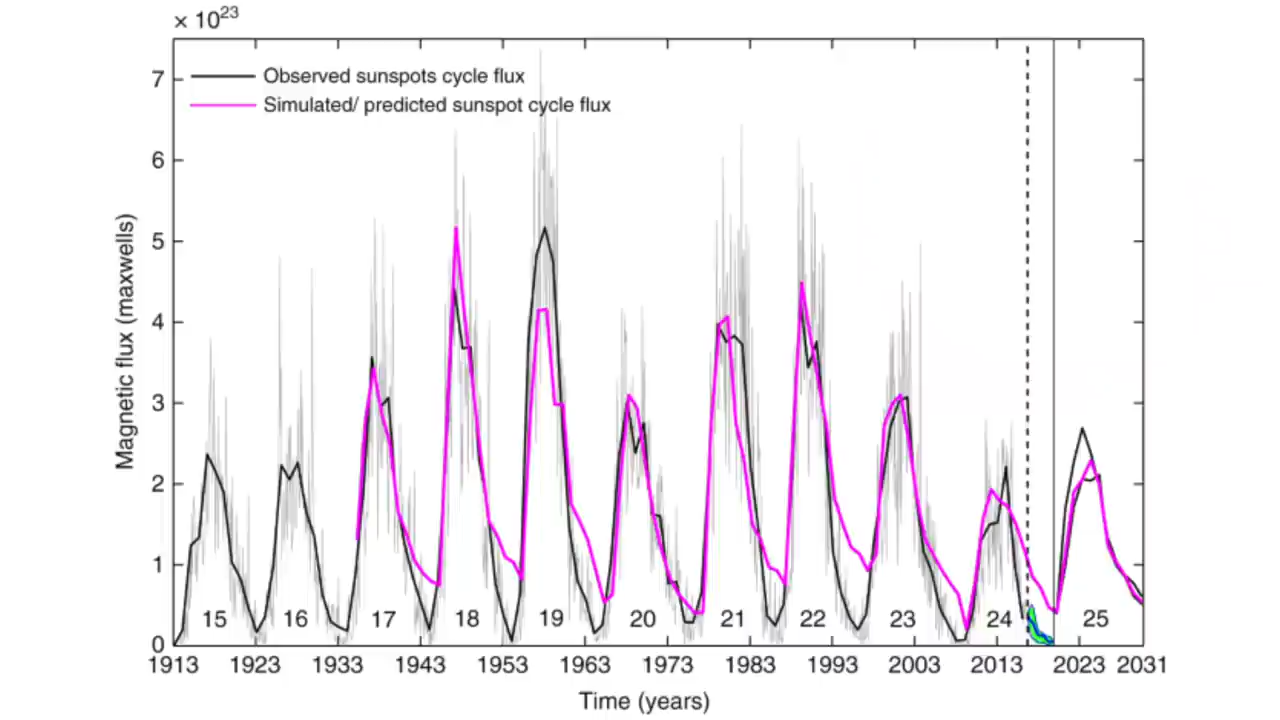 × 10²³
Observed sunspots cycle flux
Simulated/ predicted sunspot cycle flux
Magnetic flux (maxwells)
7
6
5
4
3
2
1
0
15 16 17 18 19 20 21 22 23 24 25
1913 1923 1933 1943 1953 1963 1973 1983 1993 2003 2013 2023 2031
Time (years)